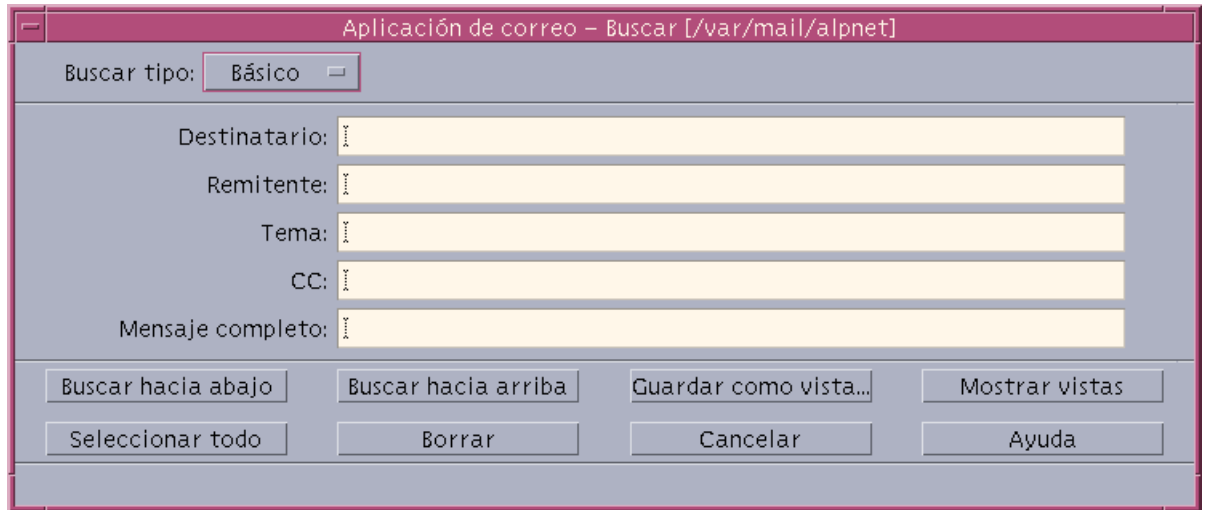 Aplicación de correo – Buscar [/var/mail/alpnet]
Buscar tipo: Básico
Destinatario:
Remitente:
Tema:
CC:
Mensaje completo:
Buscar hacia abajo Buscar hacia arriba Guardar como vista... Mostrar vistas
Seleccionar todo Borrar Cancelar Ayuda